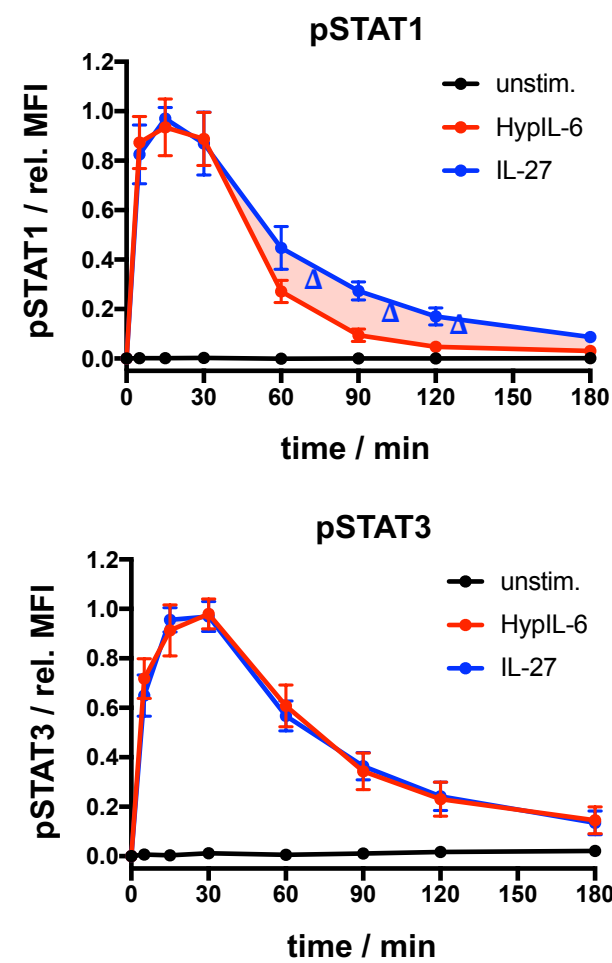 pSTAT1
pSTAT1 / rel. MFI
1.2
1.0
0.8
0.6
0.4
0.2
0.0
unstim.
HypIL-6
IL-27
Δ Δ Δ
0 30 60 90 120 150 180
time / min
pSTAT3
pSTAT3 / rel. MFI
1.2
1.0
0.8
0.6
0.4
0.2
0.0
unstim.
HypIL-6
IL-27
0 30 60 90 120 150 180
time / min